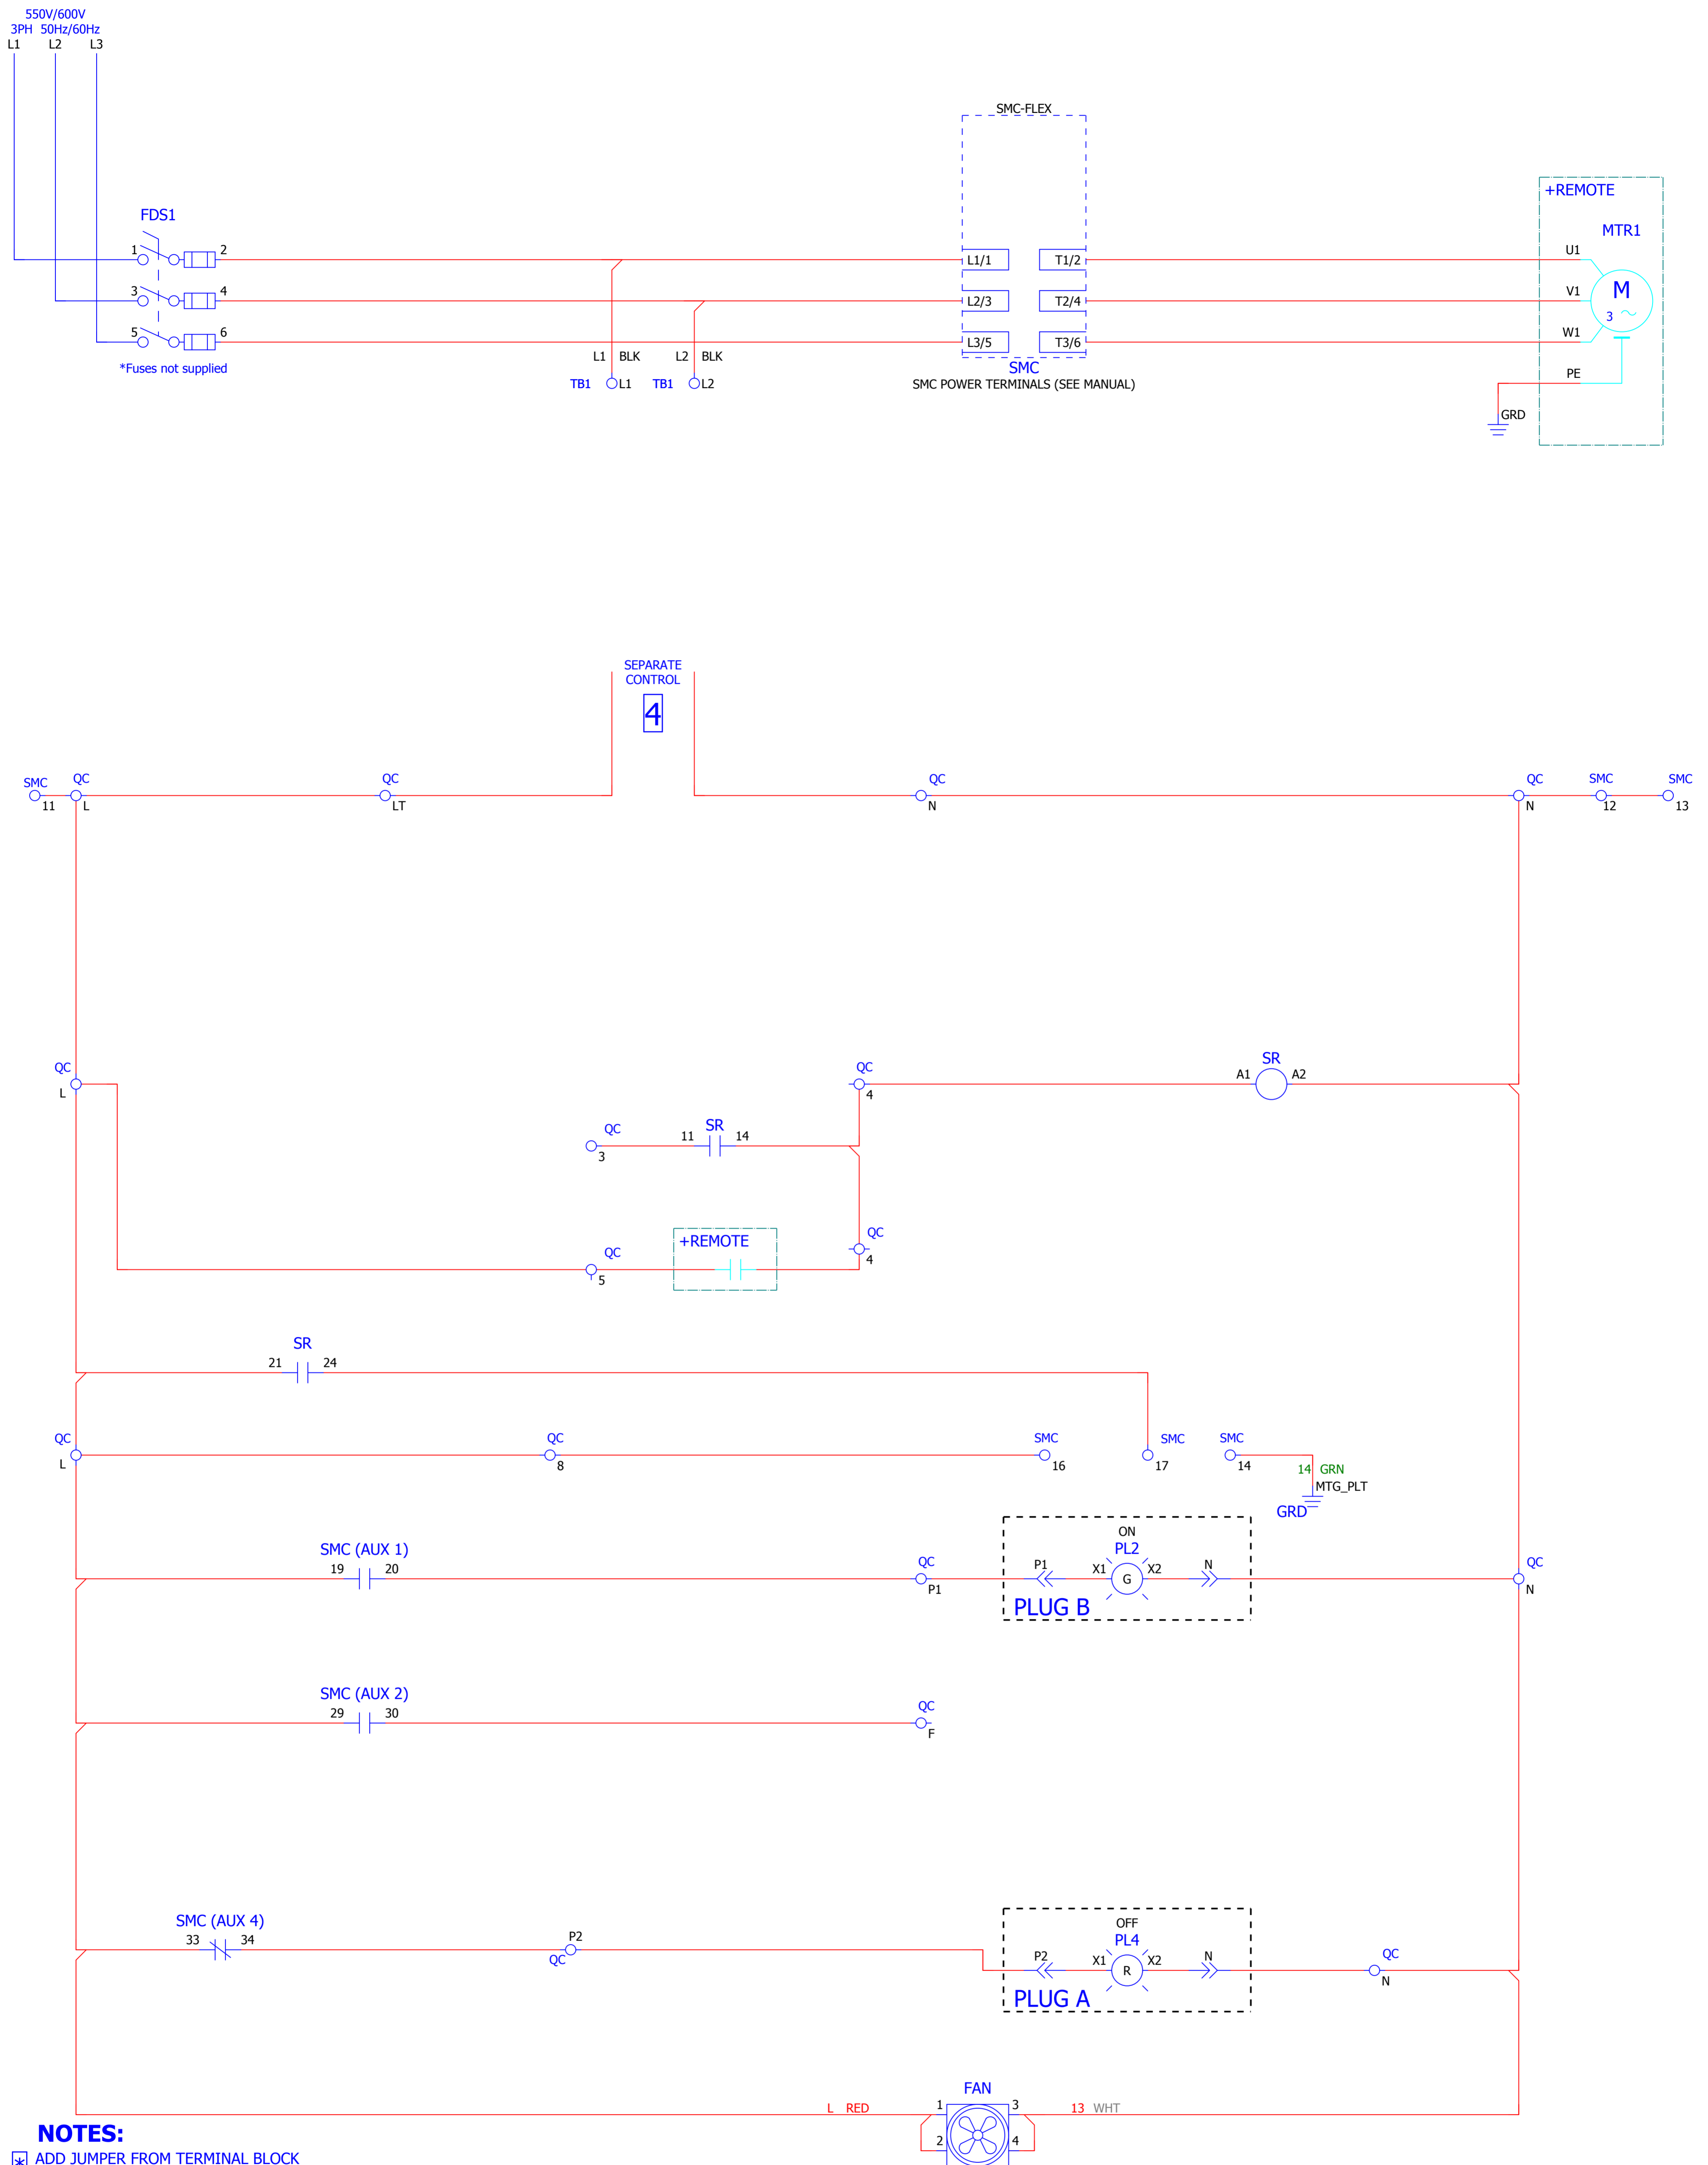 550V/600V
3PH 50Hz/60Hz
L1 L2 L3
SMC-FLEX
+REMOTE
MTR1
FDS1
1 2 L1/1 T1/2 U1
3 4 L2/3 T2/4 V1 M
3
5 6 L3/5 T3/6 W1
*Fuses not supplied
L1 BLK L2 BLK
TB1 L1 TB1 L2
SMC
SMC POWER TERMINALS (SEE MANUAL)
PE
GRD
SEPARATE
CONTROL
4
SMC QC QC QC QC SMC SMC
11 L LT N N 12 13
QC QC SR
L 4 A1 A2
QC SR
3 11 14
QC +REMOTE QC
5 4
SR
21 24
QC QC SMC SMC SMC
L 8 16 17 14
14 GRN
MTG_PLT
GRD
ON
SMC (AUX 1) PL2
19 20 QC P1 X1 G X2 N QC
P1 N
PLUG B
SMC (AUX 2)
29 30 QC
F
OFF
SMC (AUX 4) PL4
33 34 P2
QC
P2 X1 R X2 N QC
N
PLUG A
FAN
L RED 1 3 13 WHT
2 4
NOTES:
* ADD JUMPER FROM TERMINAL BLOCK